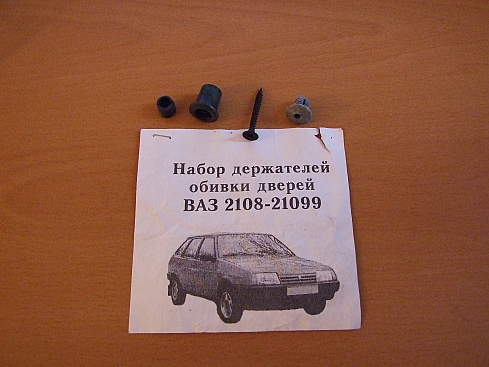 Набор держателей
обивки дверей
ВАЗ 2108-21099